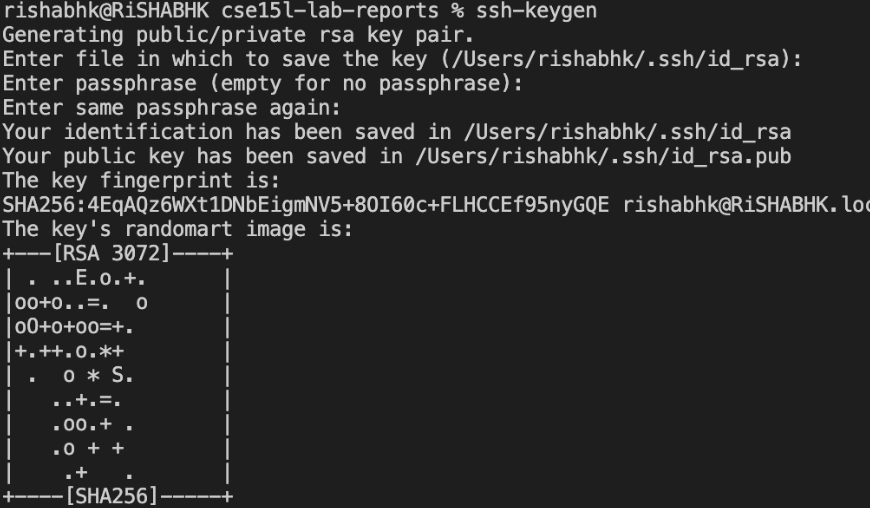 rishabhk@RiSHABHK cse15l-lab-reports % ssh-keygen
Generating public/private rsa key pair.
Enter file in which to save the key (/Users/rishabhk/.ssh/id_rsa):
Enter passphrase (empty for no passphrase):
Enter same passphrase again:
Your identification has been saved in /Users/rishabhk/.ssh/id_rsa
Your public key has been saved in /Users/rishabhk/.ssh/id_rsa.pub
The key fingerprint is:
SHA256:4EqAQz6WXt1DNbEigmNV5+8OI60c+FLHCCEf95nyGQE rishabhk@RiSHABHK.loc
The key's randomart image is:
+---[RSA 3072]----+
| . ..E.o.+.      |
|oo+o..=.  o      |
|oO+o+oo=+.       |
|+.++.o.*+        |
| .  o * S.       |
|   ..+.=.        |
|   .oo.+ .       |
|   .o + +        |
|    .+   .       |
+----[SHA256]-----+